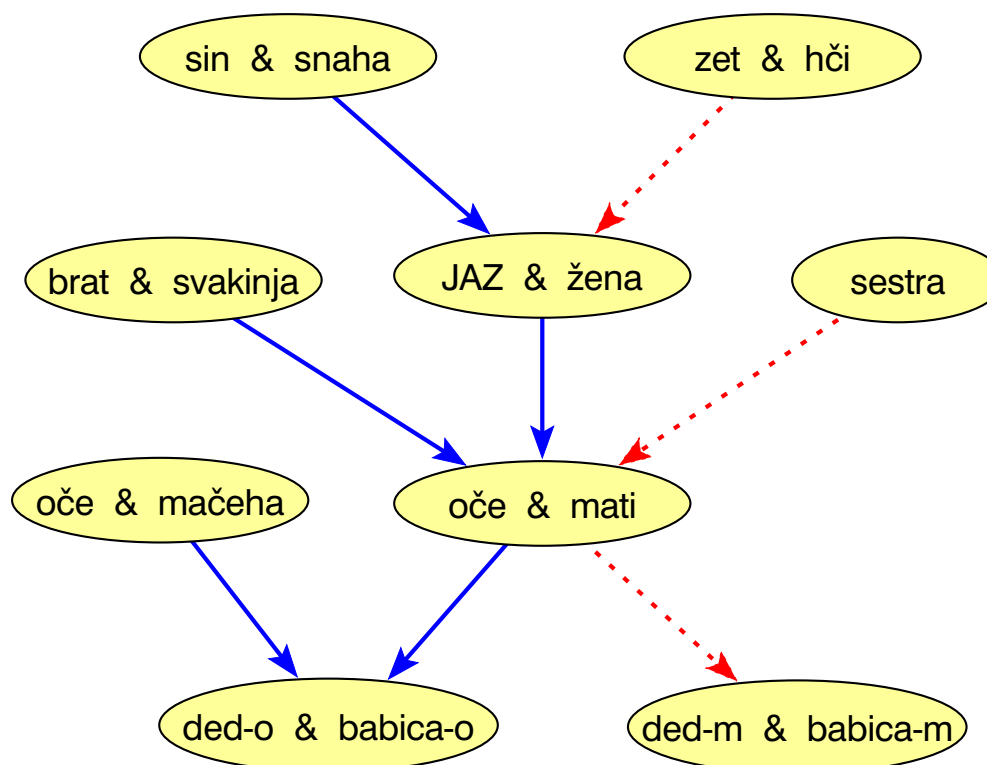 sin & snaha
zet & hči
brat & svakinja
JAZ & žena
sestra
oče & mačeha
oče & mati
ded-o & babica-o
ded-m & babica-m